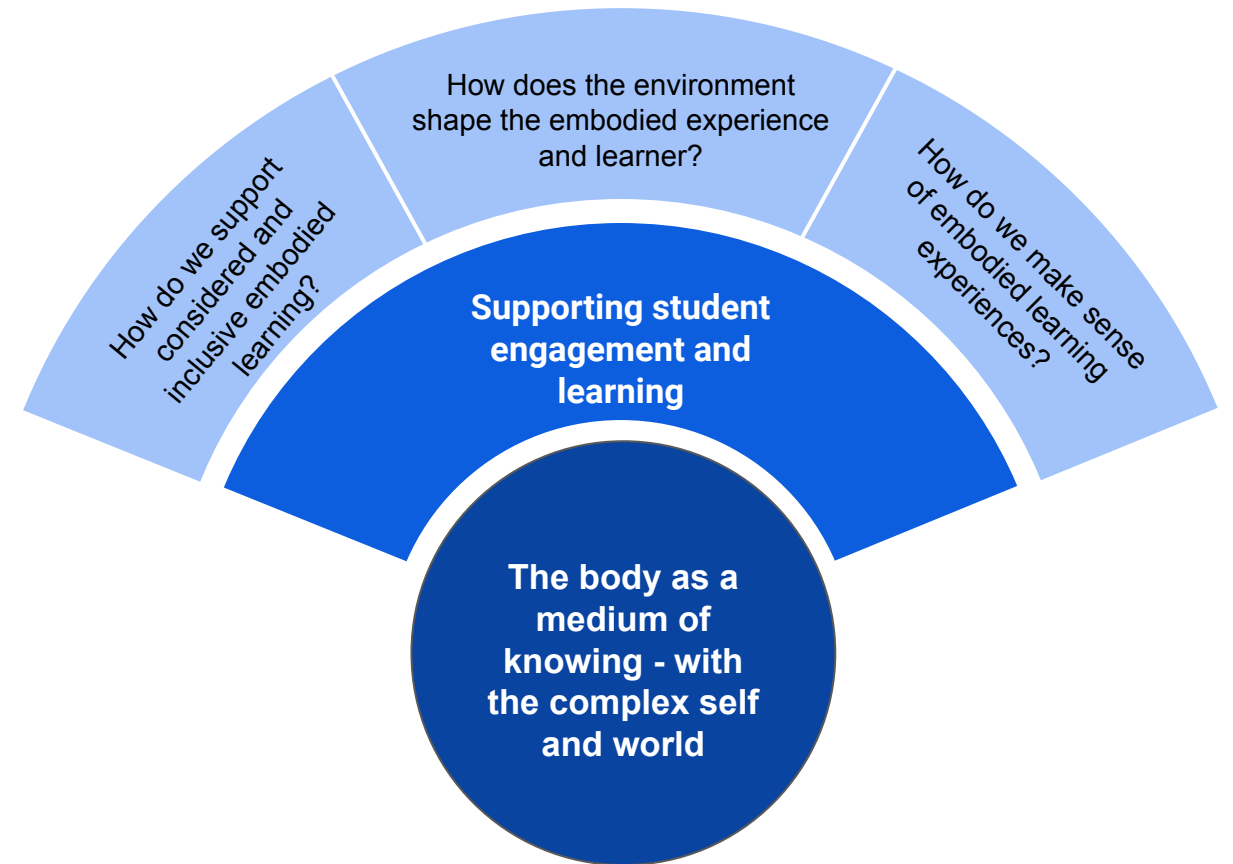 How do we support
considered and
inclusive embodied
learning?
How does the environment
shape the embodied experience
and learner?
How do we make sense
of embodied learning
experiences?
Supporting student
engagement and
learning
The body as a
medium of
knowing - with
the complex self
and world